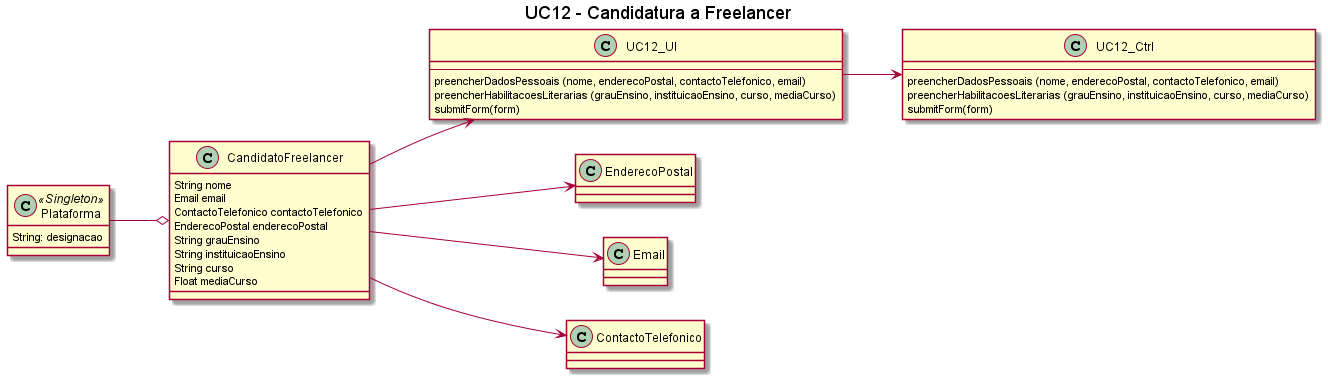 UC12 - Candidatura a Freelancer
C UC12_UI
preencherDadosPessoais (nome, enderecoPostal, contactoTelefonico, email)
preencherHabilitacoesLiterarias (grauEnsino, instituicaoEnsino, curso, mediaCurso)
submitForm(form)
C UC12_Ctrl
preencherDadosPessoais (nome, enderecoPostal, contactoTelefonico, email)
preencherHabilitacoesLiterarias (grauEnsino, instituicaoEnsino, curso, mediaCurso)
submitForm(form)
C CandidatoFreelancer
String nome
Email email
ContactoTelefonico contactoTelefonico
EnderecoPostal enderecoPostal
String grauEnsino
String instituicaoEnsino
String curso
Float mediaCurso
C «Singleton»
Plataforma
String: designacao
C EnderecoPostal
C Email
C ContactoTelefonico